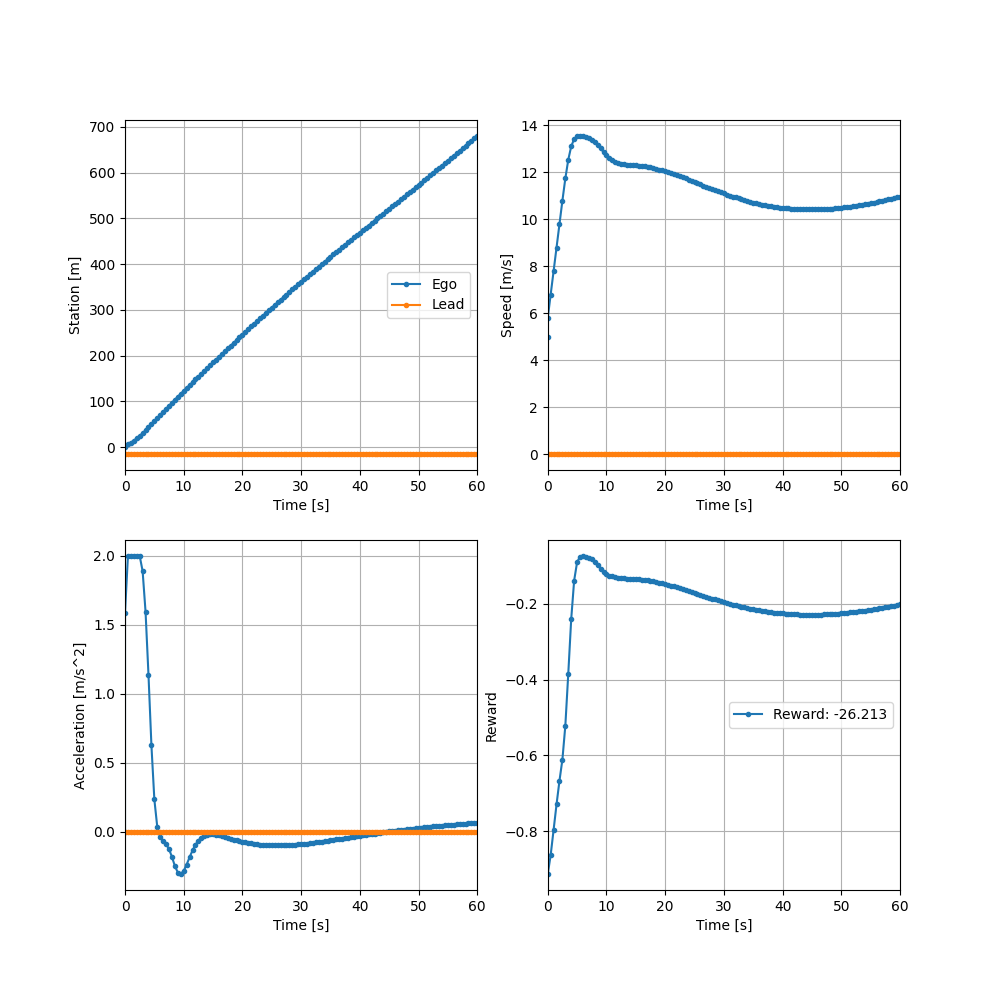 700
600
500
400
300
200
100
0
Station [m]
Ego
Lead
0 10 20 30 40 50 60
Time [s]
14
12
10
8
6
4
2
0
Speed [m/s]
0 10 20 30 40 50 60
Time [s]
2.0
1.5
1.0
0.5
0.0
Acceleration [m/s^2]
0 10 20 30 40 50 60
Time [s]
−0.2
−0.4
−0.6
−0.8
Reward
Reward: -26.213
0 10 20 30 40 50 60
Time [s]